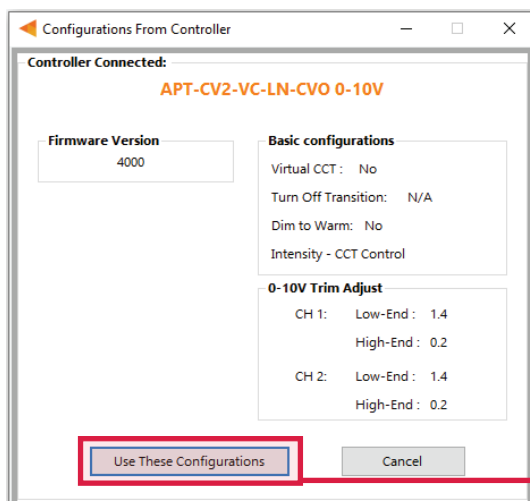 Configurations From Controller
Controller Connected:
APT-CV2-VC-LN-CVO 0-10V
Firmware Version
4000
Basic configurations
Virtual CCT : No
Turn Off Transition: N/A
Dim to Warm: No
Intensity - CCT Control
0-10V Trim Adjust
CH 1: Low-End : 1.4
High-End : 0.2
CH 2: Low-End : 1.4
High-End : 0.2
Use These Configurations Cancel